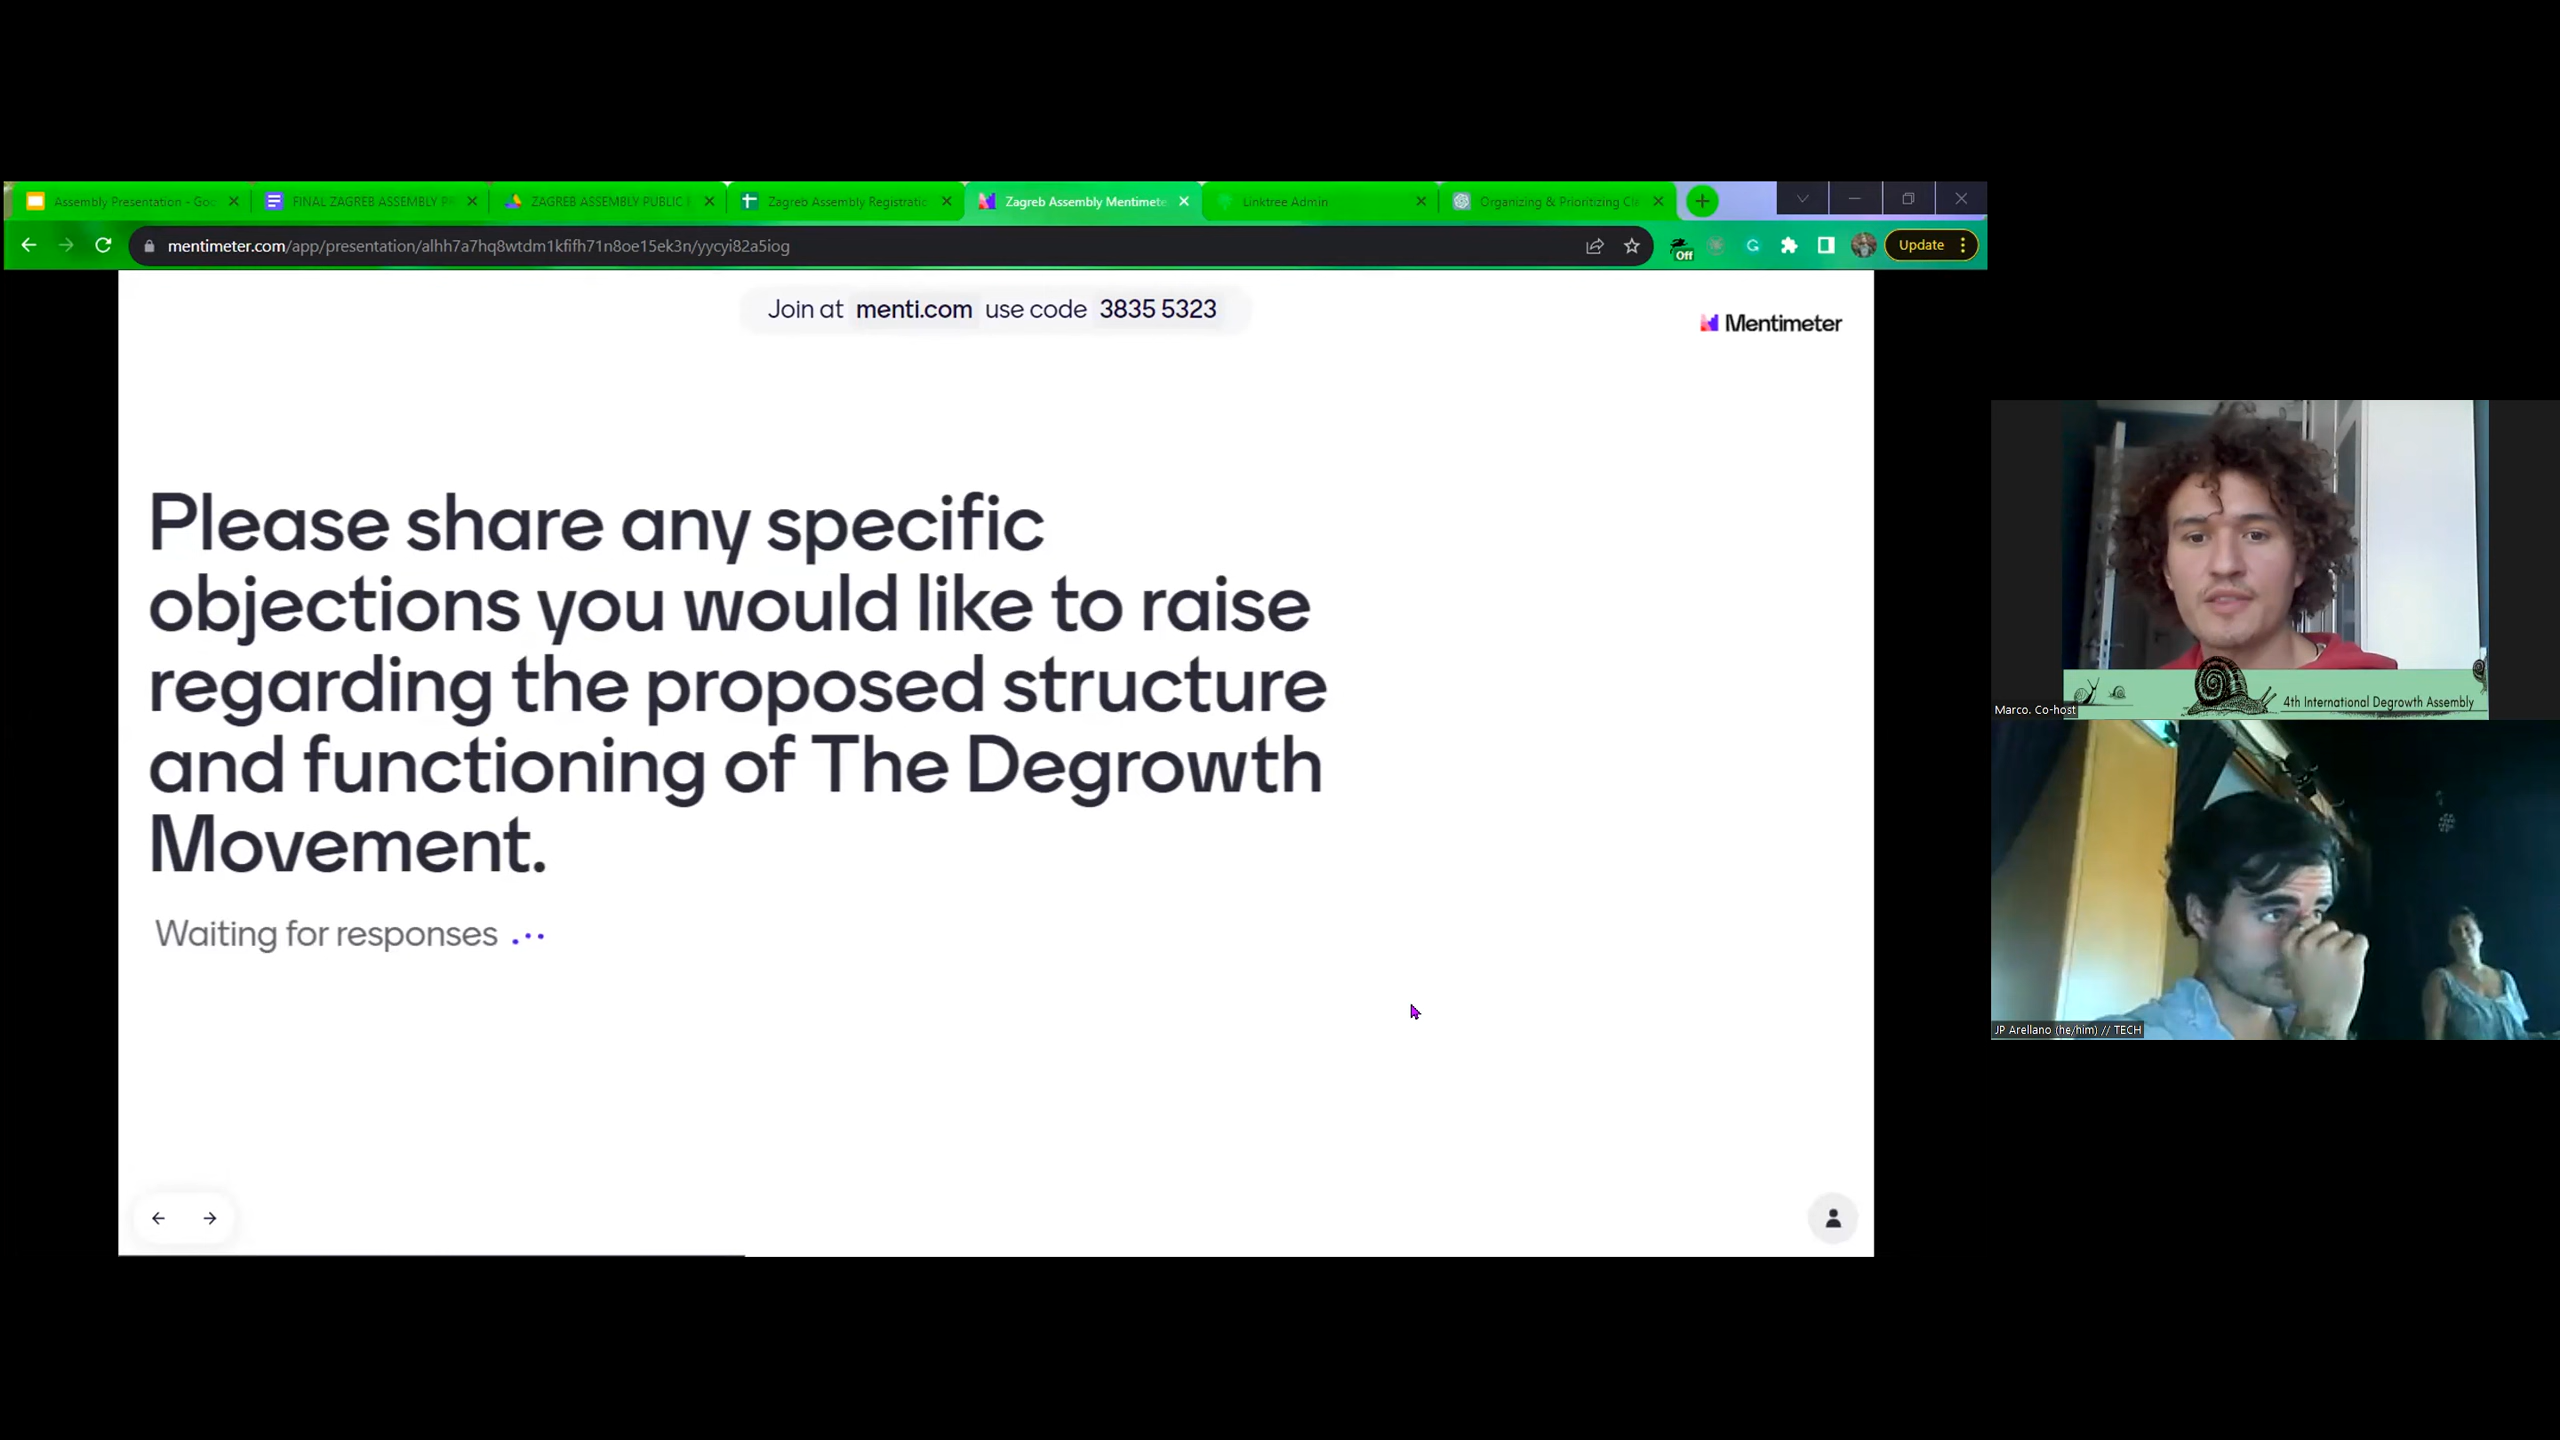 Assembly Presentation - Goo
FINAL ZAGREB ASSEMBLY P
ZAGREB ASSEMBLY PUBLIC
Zagreb Assembly Registratio
Zagreb Assembly Mentimete
Linktree Admin
Organizing & Prioritizing Cl
mentimeter.com/app/presentation/alhh7a7hq8wtdm1kfifh71n8oe15ek3n/yycyi82a5iog
Off
Update
Join at menti.com use code 3835 5323
Mentimeter
Please share any specific
objections you would like to raise
regarding the proposed structure
and functioning of The Degrowth
Movement.
Waiting for responses
4th International Degrowth Assembly
Marco. Co-host
JP Arellano (he/him) // TECH